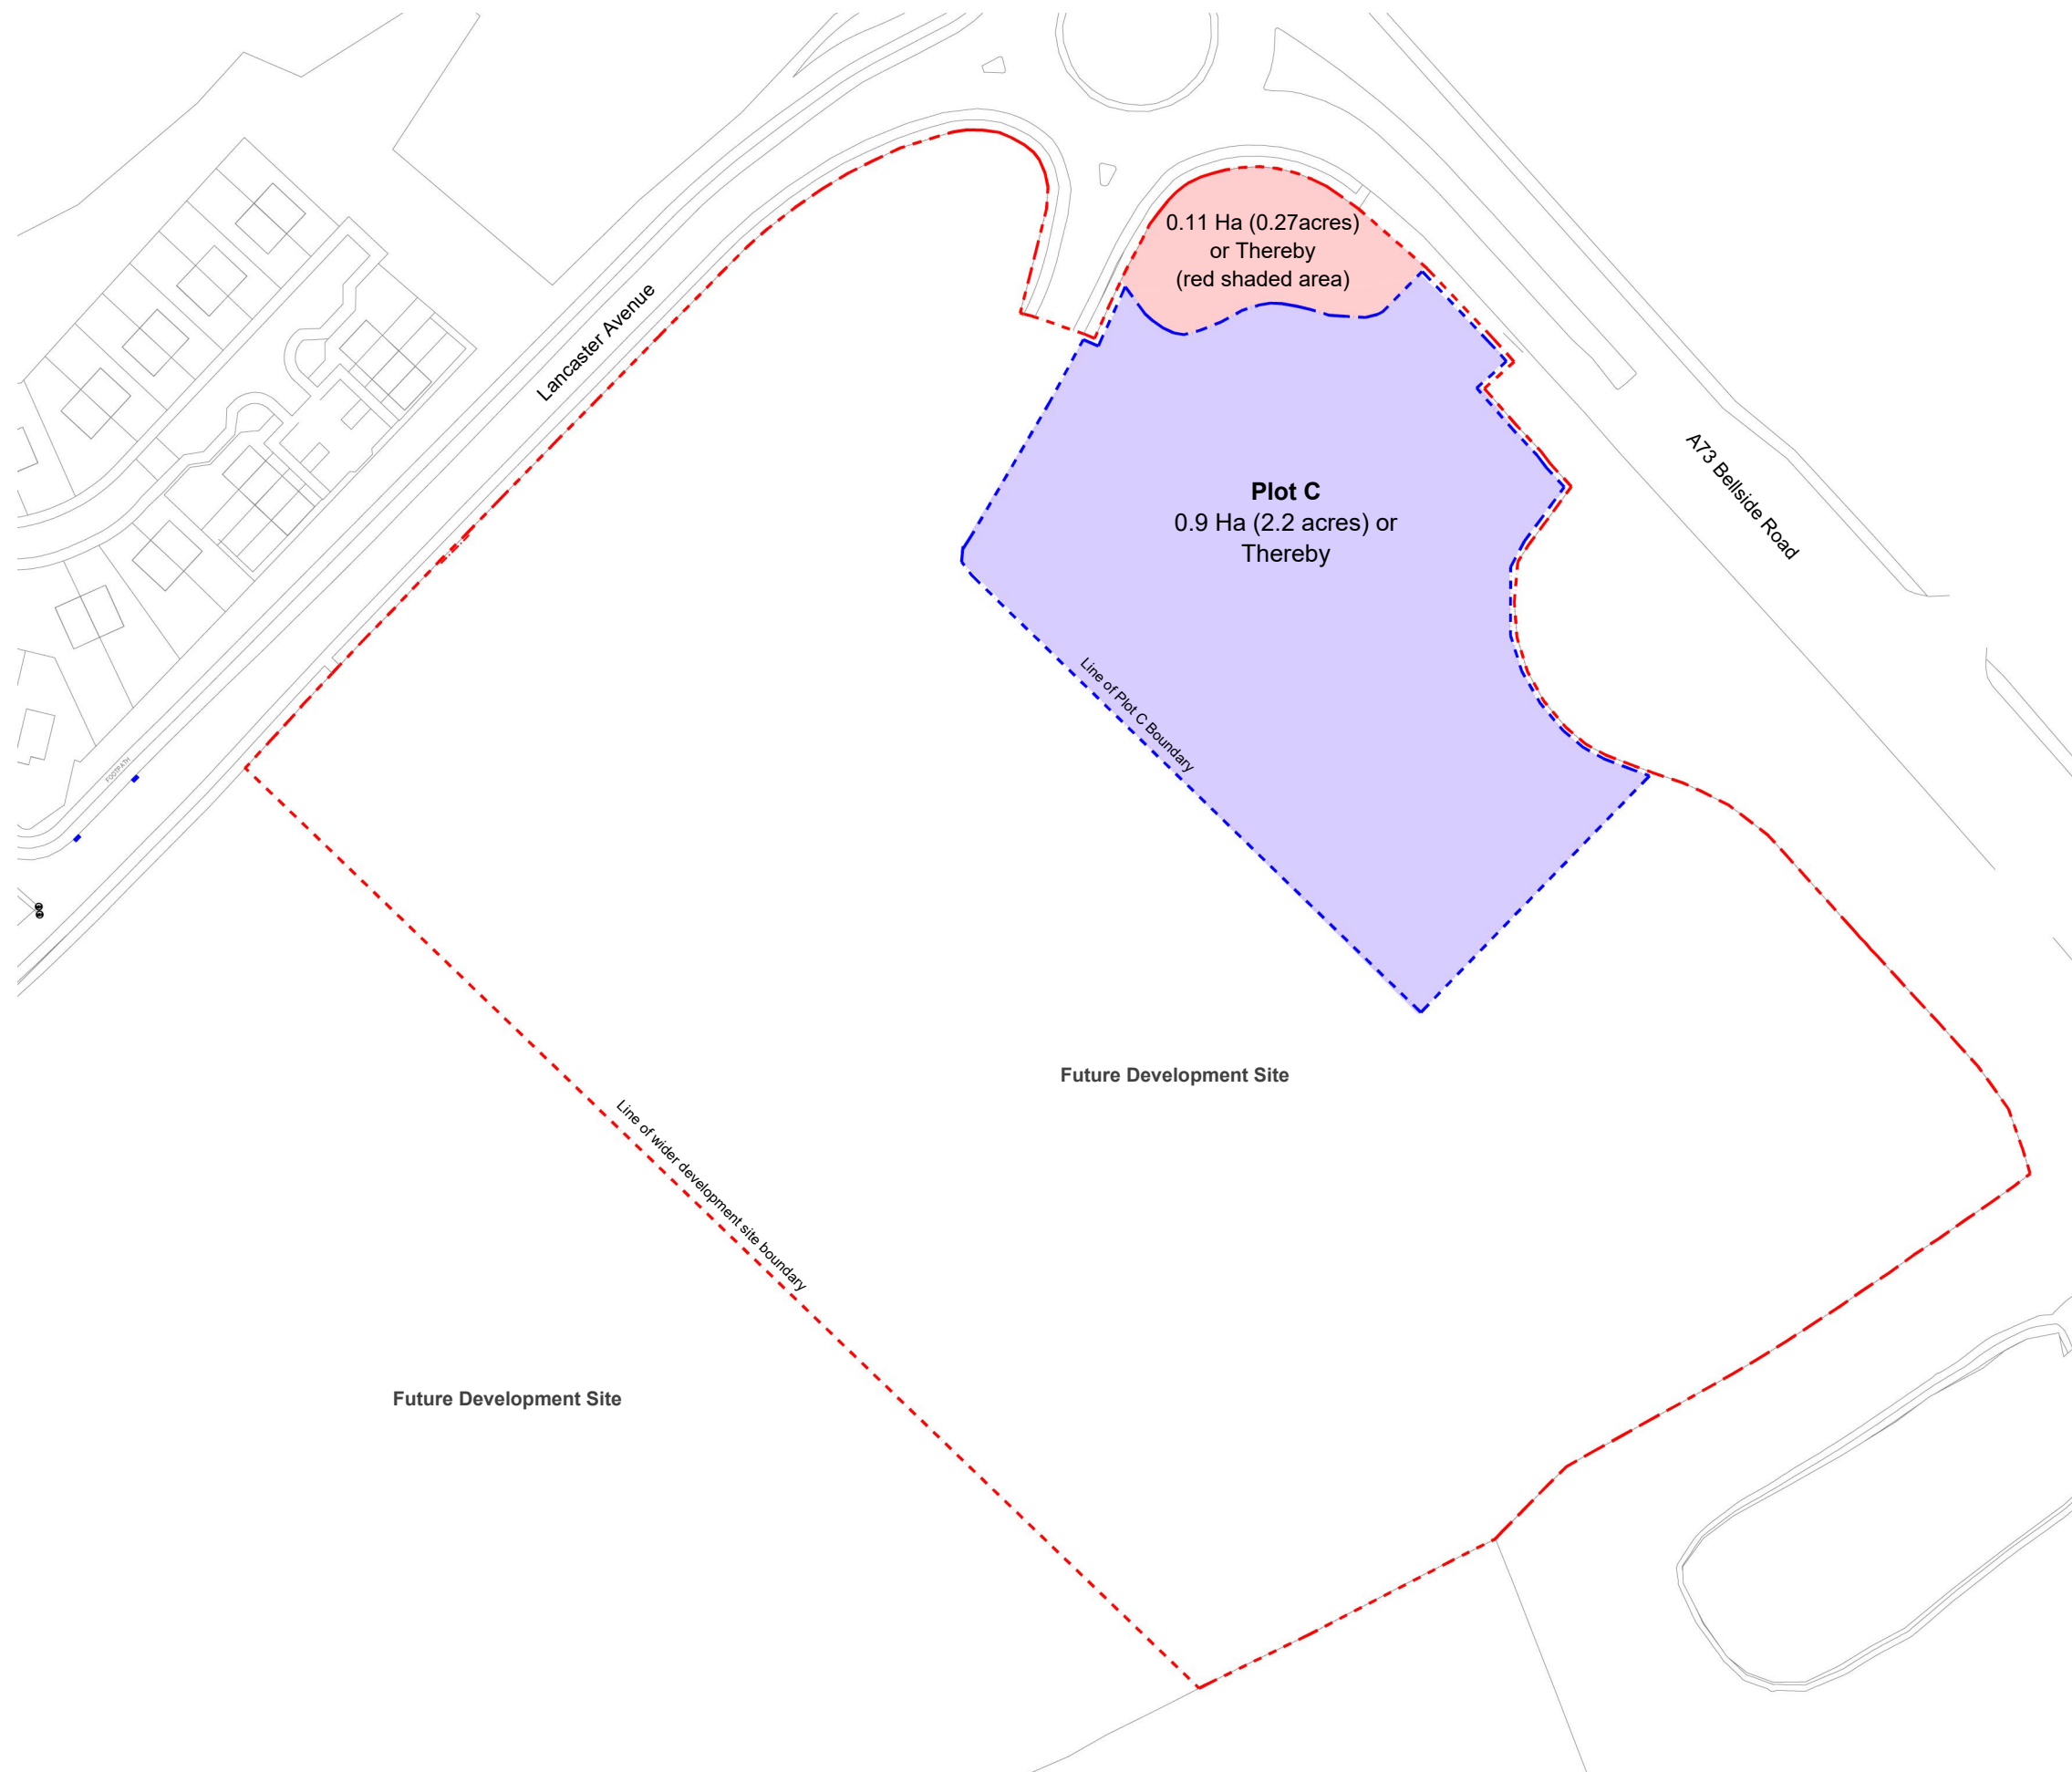 0.11 Ha (0.27acres)
or Thereby
(red shaded area)
Lancaster Avenue
A73 Bellside Road
Plot C
0.9 Ha (2.2 acres) or
Thereby
Line of Plot C Boundary
FOOTPATH
Future Development Site
Line of wider development site boundary
Future Development Site